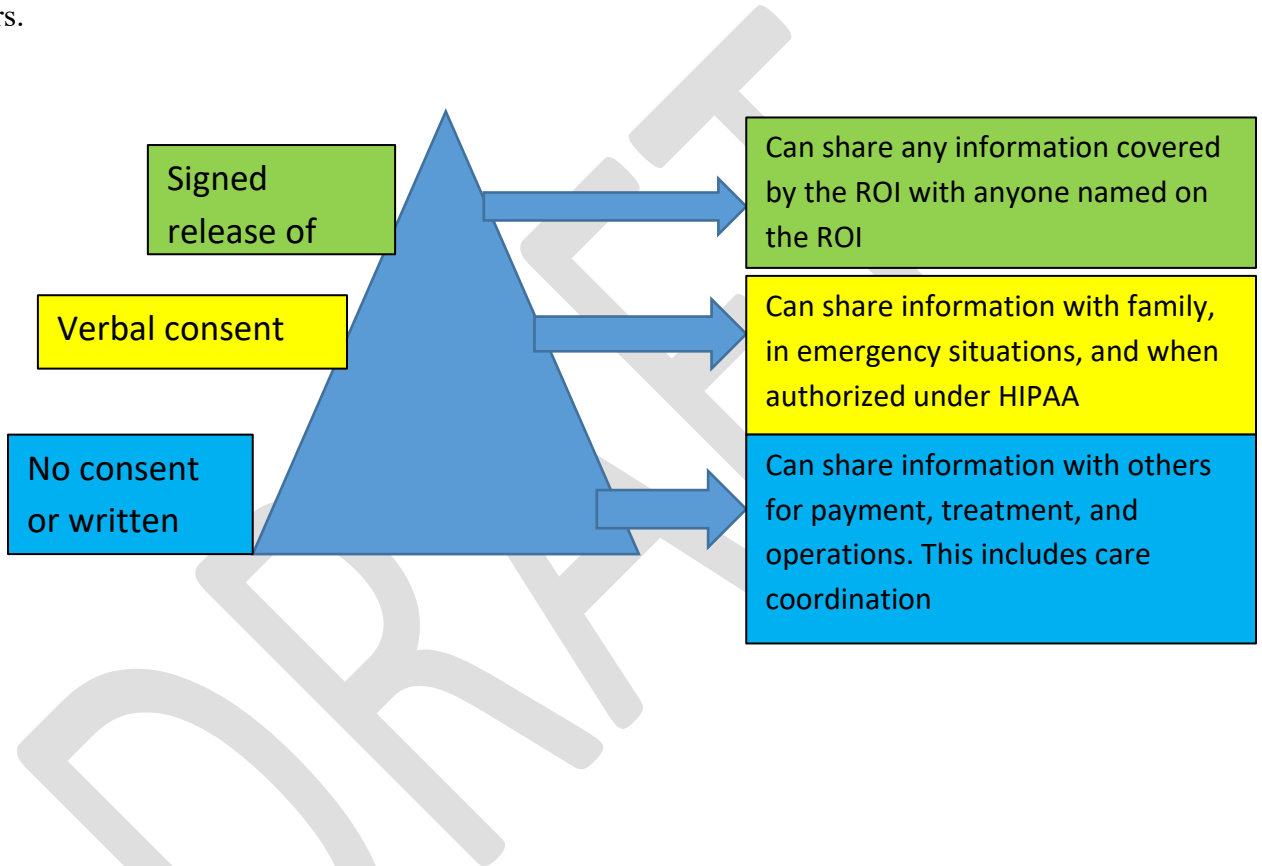 rs.
Signed
release of
Can share any information covered
by the ROI with anyone named on
the ROI
Verbal consent
Can share information with family,
in emergency situations, and when
authorized under HIPAA
No consent
or written
Can share information with others
for payment, treatment, and
operations. This includes care
coordination
DRAFT